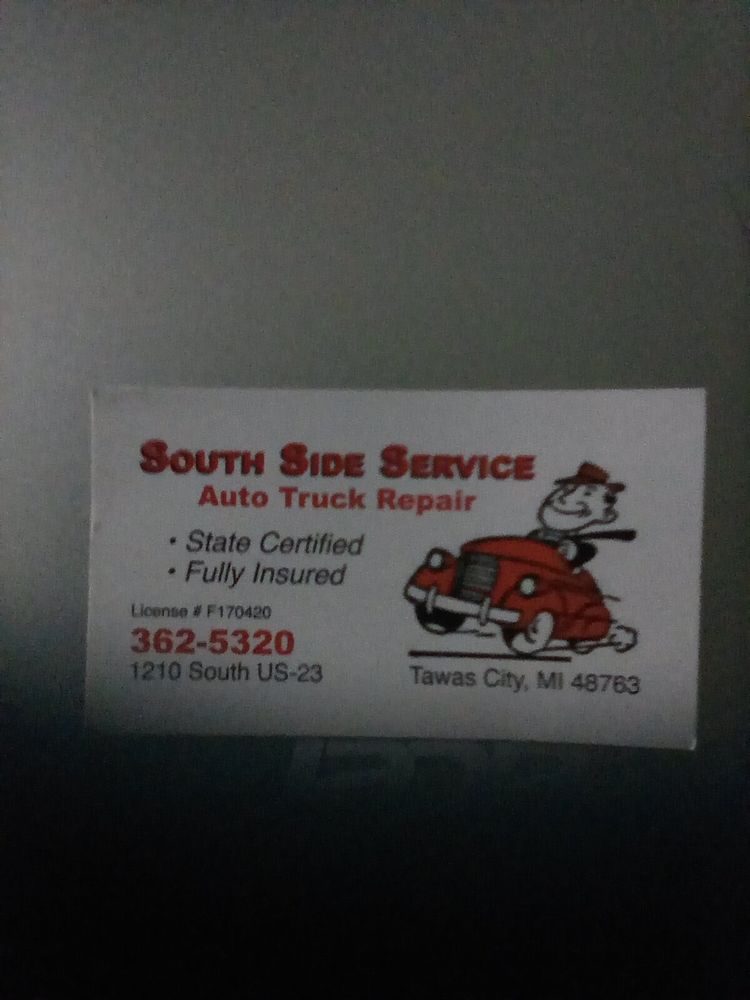 SOUTH SIDE SERVICE
Auto Truck Repair
• State Certified
• Fully Insured
License # F170420
362-5320
1210 South US-23
Tawas City, MI 48763